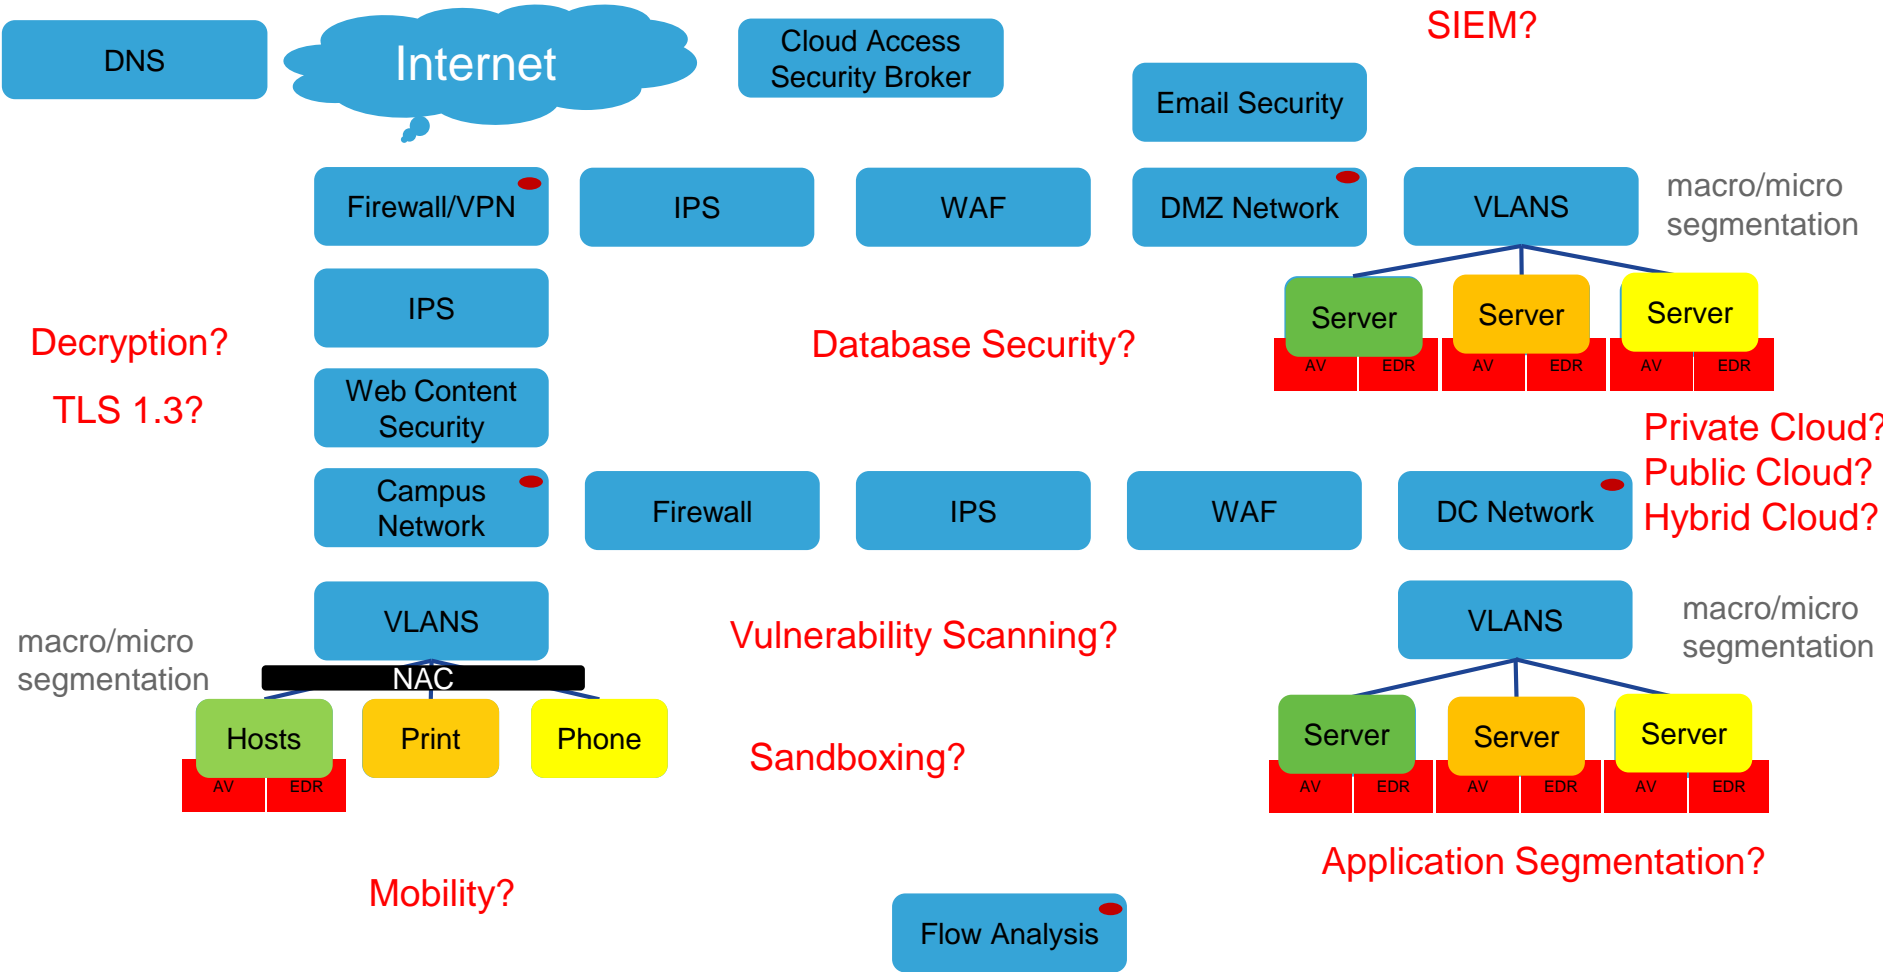 SIEM?
DNS
Internet
Cloud Access
Security Broker
Email Security
Firewall/VPN
IPS
WAF
DMZ Network
VLANS
macro/micro
segmentation
IPS
Server
Server
Server
AV
EDR
AV
EDR
AV
EDR
Decryption?
TLS 1.3?
Database Security?
Web Content
Security
Private Cloud?
Public Cloud?
Hybrid Cloud?
Campus
Network
Firewall
IPS
WAF
DC Network
VLANS
macro/micro
segmentation
NAC
Hosts
Print
Phone
AV
EDR
Vulnerability Scanning?
Sandboxing?
VLANS
macro/micro
segmentation
Server
Server
Server
AV
EDR
AV
EDR
AV
EDR
Mobility?
Application Segmentation?
Flow Analysis